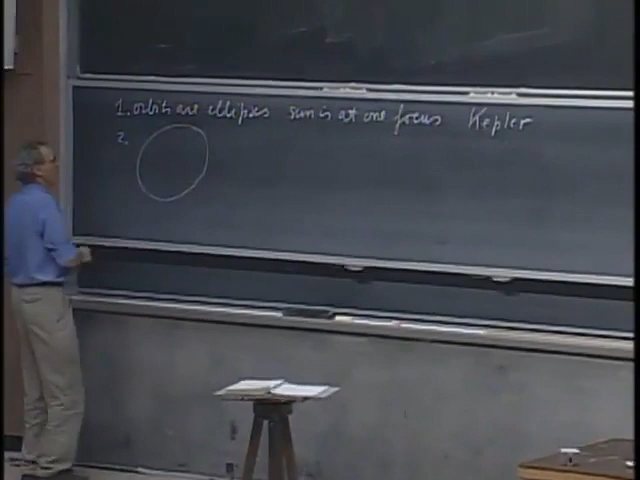 1. orbits are ellipses sun is at one focus Kepler
2.